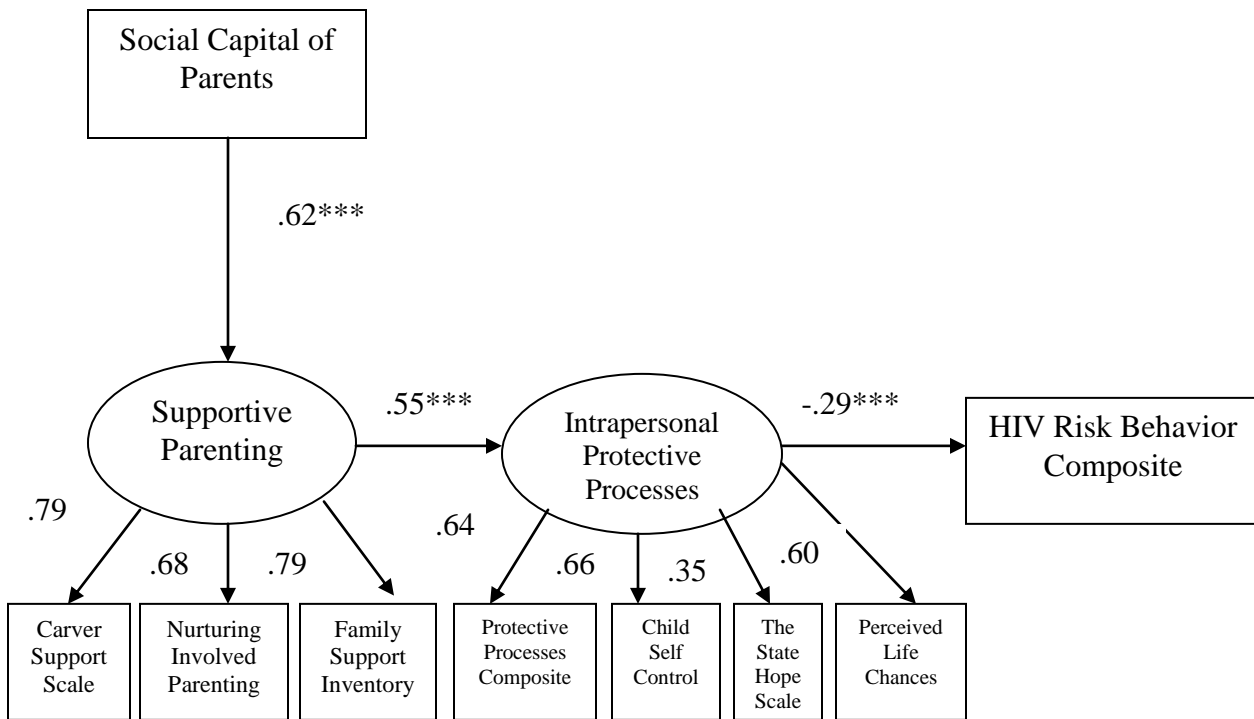 Social Capital of
Parents
.62***
Supportive
Parenting
.55***
Intrapersonal
Protective
Processes
-.29***
HIV Risk Behavior
Composite
.79
.68
.79
.64
.66
.35
.60
Carver
Support
Scale
Nurturing
Involved
Parenting
Family
Support
Inventory
Protective
Processes
Composite
Child
Self
Control
The
State
Hope
Scale
Perceived
Life
Chances